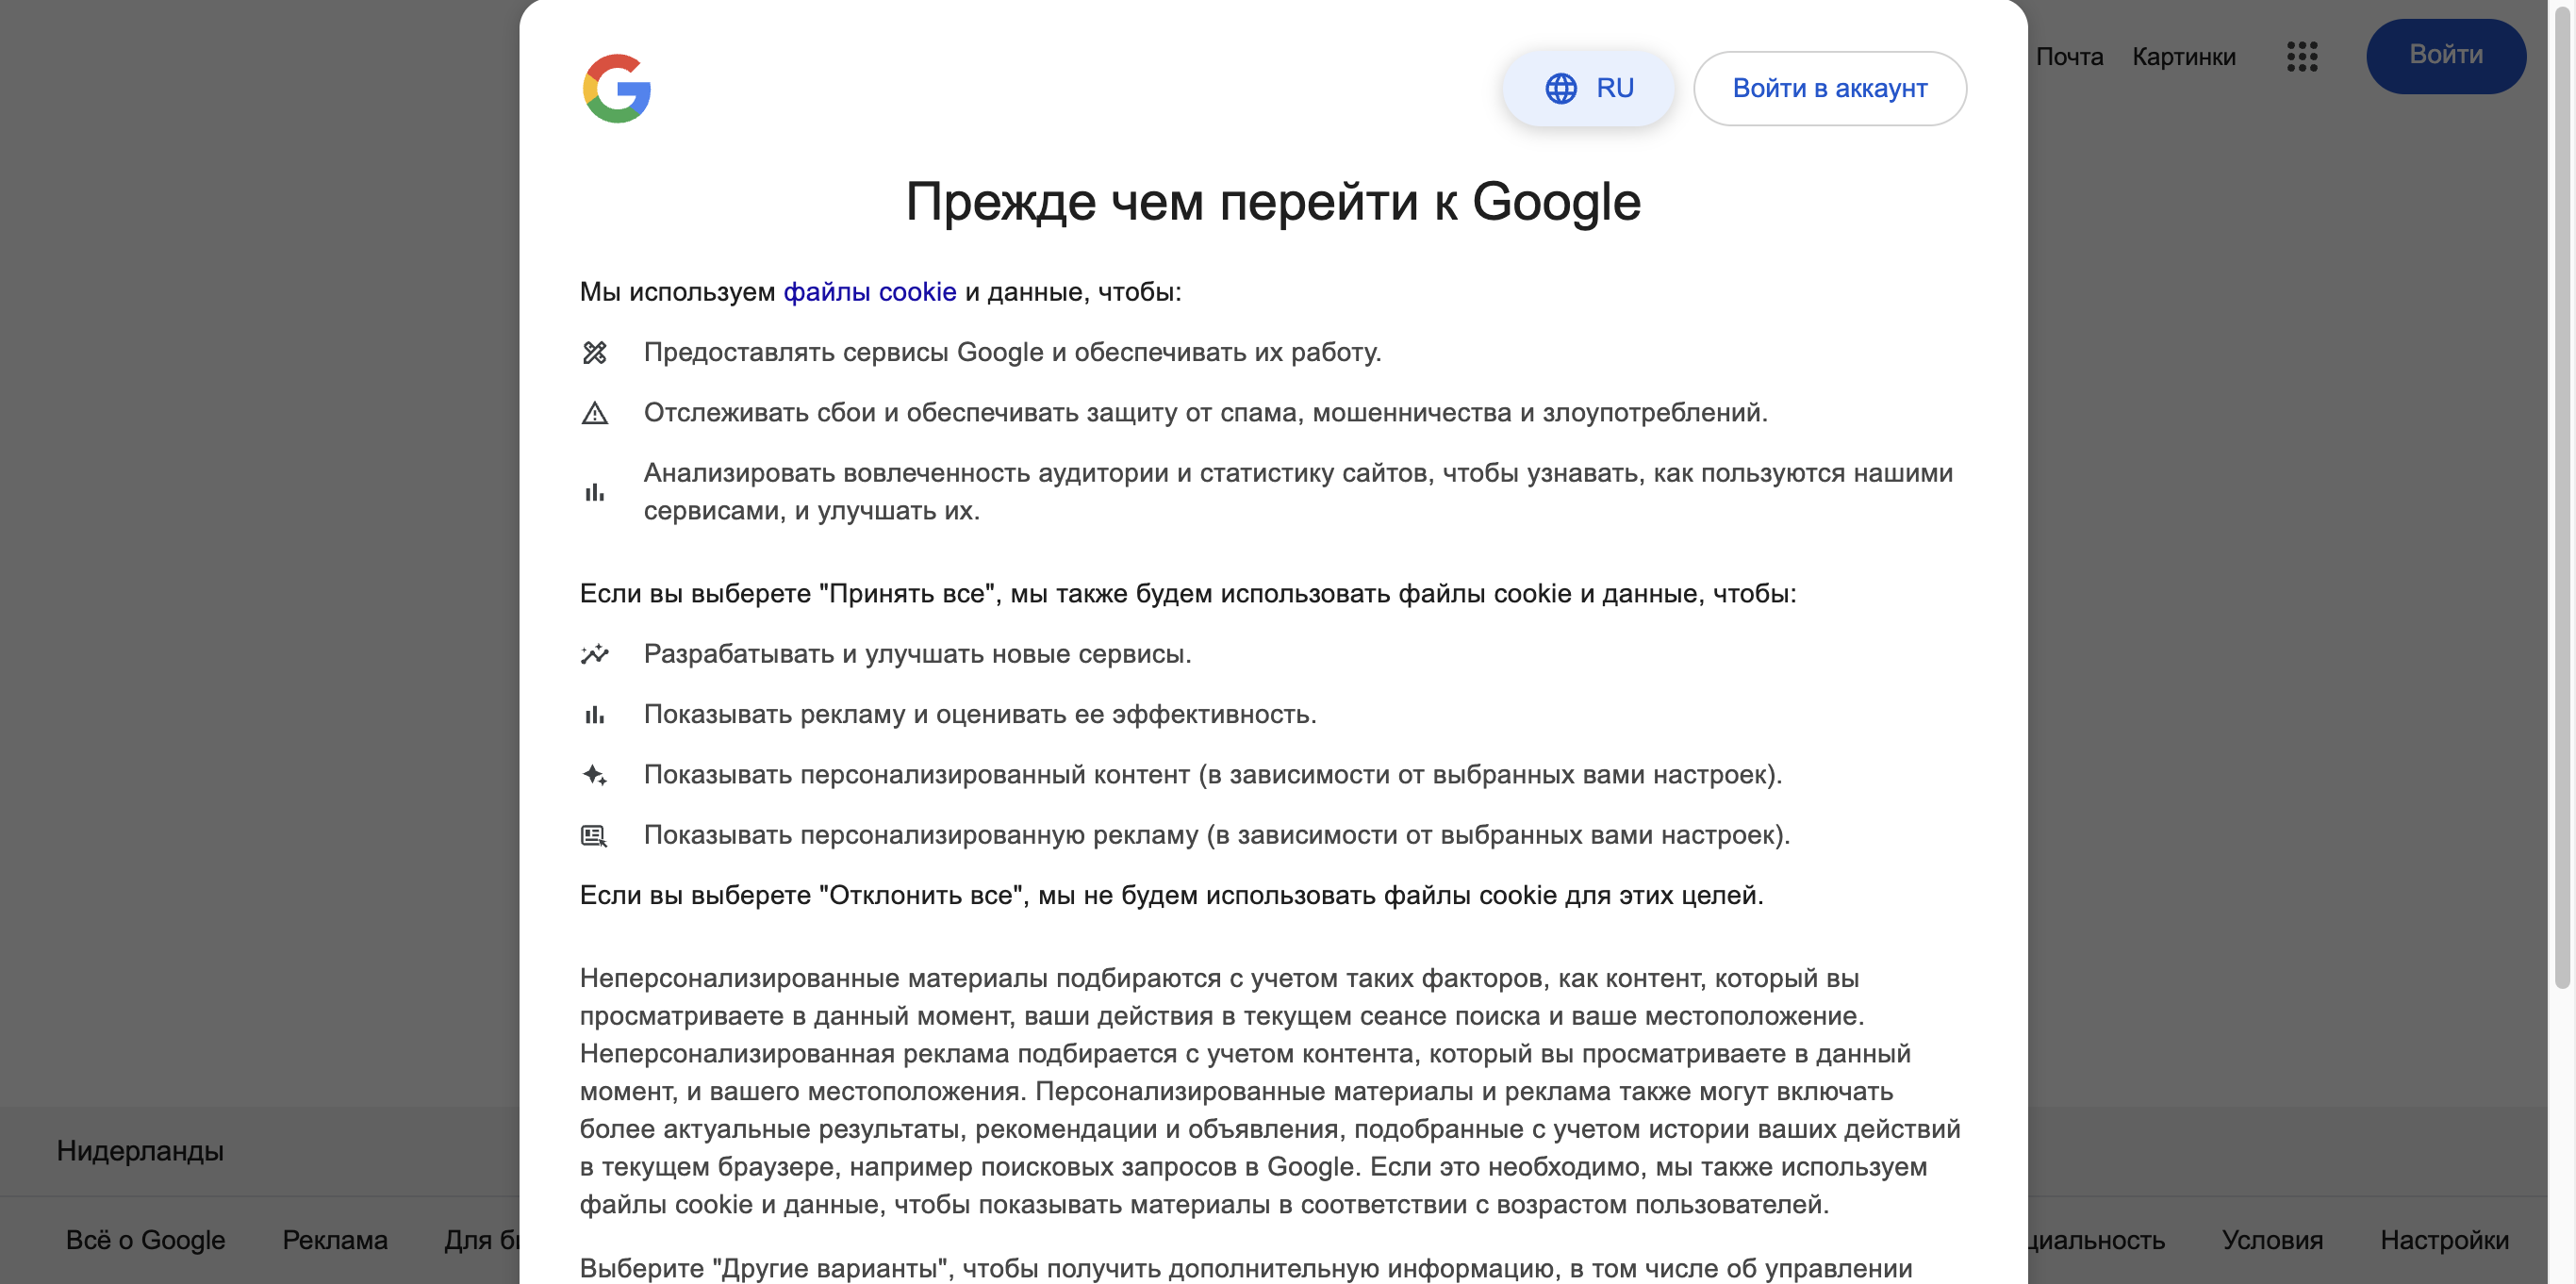 Почта Картинки Войти
RU Войти в аккаунт
Прежде чем перейти к Google
Мы используем файлы cookie и данные, чтобы:
Предоставлять сервисы Google и обеспечивать их работу.
Отслеживать сбои и обеспечивать защиту от спама, мошенничества и злоупотреблений.
Анализировать вовлеченность аудитории и статистику сайтов, чтобы узнавать, как пользуются нашими
сервисами, и улучшать их.
Если вы выберете "Принять все", мы также будем использовать файлы cookie и данные, чтобы:
Разрабатывать и улучшать новые сервисы.
Показывать рекламу и оценивать ее эффективность.
Показывать персонализированный контент (в зависимости от выбранных вами настроек).
Показывать персонализированную рекламу (в зависимости от выбранных вами настроек).
Если вы выберете "Отклонить все", мы не будем использовать файлы cookie для этих целей.
Неперсонализированные материалы подбираются с учетом таких факторов, как контент, который вы
просматриваете в данный момент, ваши действия в текущем сеансе поиска и ваше местоположение.
Неперсонализированная реклама подбирается с учетом контента, который вы просматриваете в данный
момент, и вашего местоположения. Персонализированные материалы и реклама также могут включать
более актуальные результаты, рекомендации и объявления, подобранные с учетом истории ваших действий
в текущем браузере, например поисковых запросов в Google. Если это необходимо, мы также используем
файлы cookie и данные, чтобы показывать материалы в соответствии с возрастом пользователей.
Выберите "Другие варианты", чтобы получить дополнительную информацию, в том числе об управлении
Нидерланды
Всё о Google Реклама Для Условия Настройки